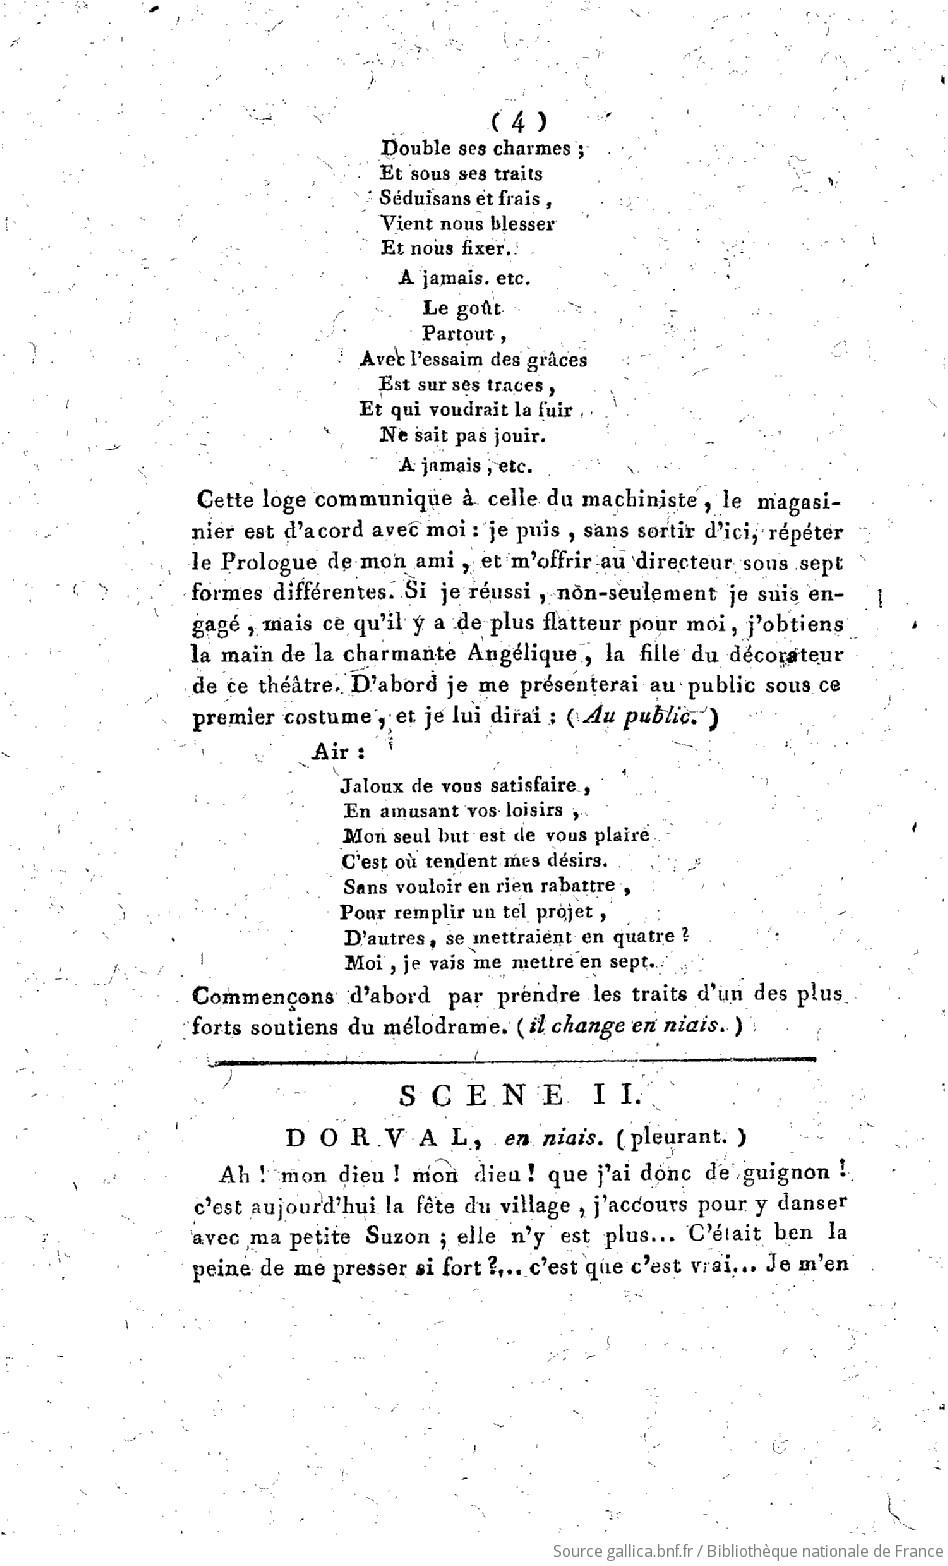 ( 4 )
Double ses charmes ;
Et sous ses traits
Séduisans et frais ,
Vient nous blesser
Et nous fixer.
A jamais. etc.
Le goût
Partout ,
Avec l'essaim des grâces
Est sur ses traces ,
Et qui voudrait la fuir
Ne sait pas jouir.
A jamais , etc.
Cette loge communique à celle du machiniste , le magasi-
nier est d'acord avec moi : je puis , sans sortir d'ici, répéter
le Prologue de mon ami , et m'offrir au directeur sous sept
formes différentes. Si je réussi , non-seulement je suis en-
gagé , mais ce qu'il y a de plus flatteur pour moi , j'obtiens
la main de la charmante Angélique , la fille du décorateur
de ce théâtre. D'abord je me présenterai au public sous ce
premier costume , et je lui dirai : ( Au public. )
Air :
Jaloux de vous satisfaire ,
En amusant vos loisirs ,
Mon seul but est de vous plaire
C'est où tendent mes désirs.
Sans vouloir en rien rabattre ,
Pour remplir un tel projet ,
D'autres, se mettraient en quatre ?
Moi , je vais me mettre en sept.
Commençons d'abord par prendre les traits d'un des plus
forts soutiens du mélodrame. ( il change en niais. )
SCENE II.
DORVAL, en niais. ( pleurant. )
Ah ! mon dieu ! mon dieu ! que j'ai donc de guignon !
c'est aujourd'hui la fête du village , j'accours pour y danser
avec ma petite Suzon ; elle n'y est plus... C'était ben la
peine de me presser si fort ?... c'est que c'est vrai... Je m'en
Source gallica.bnf.fr / Bibliothèque nationale de France